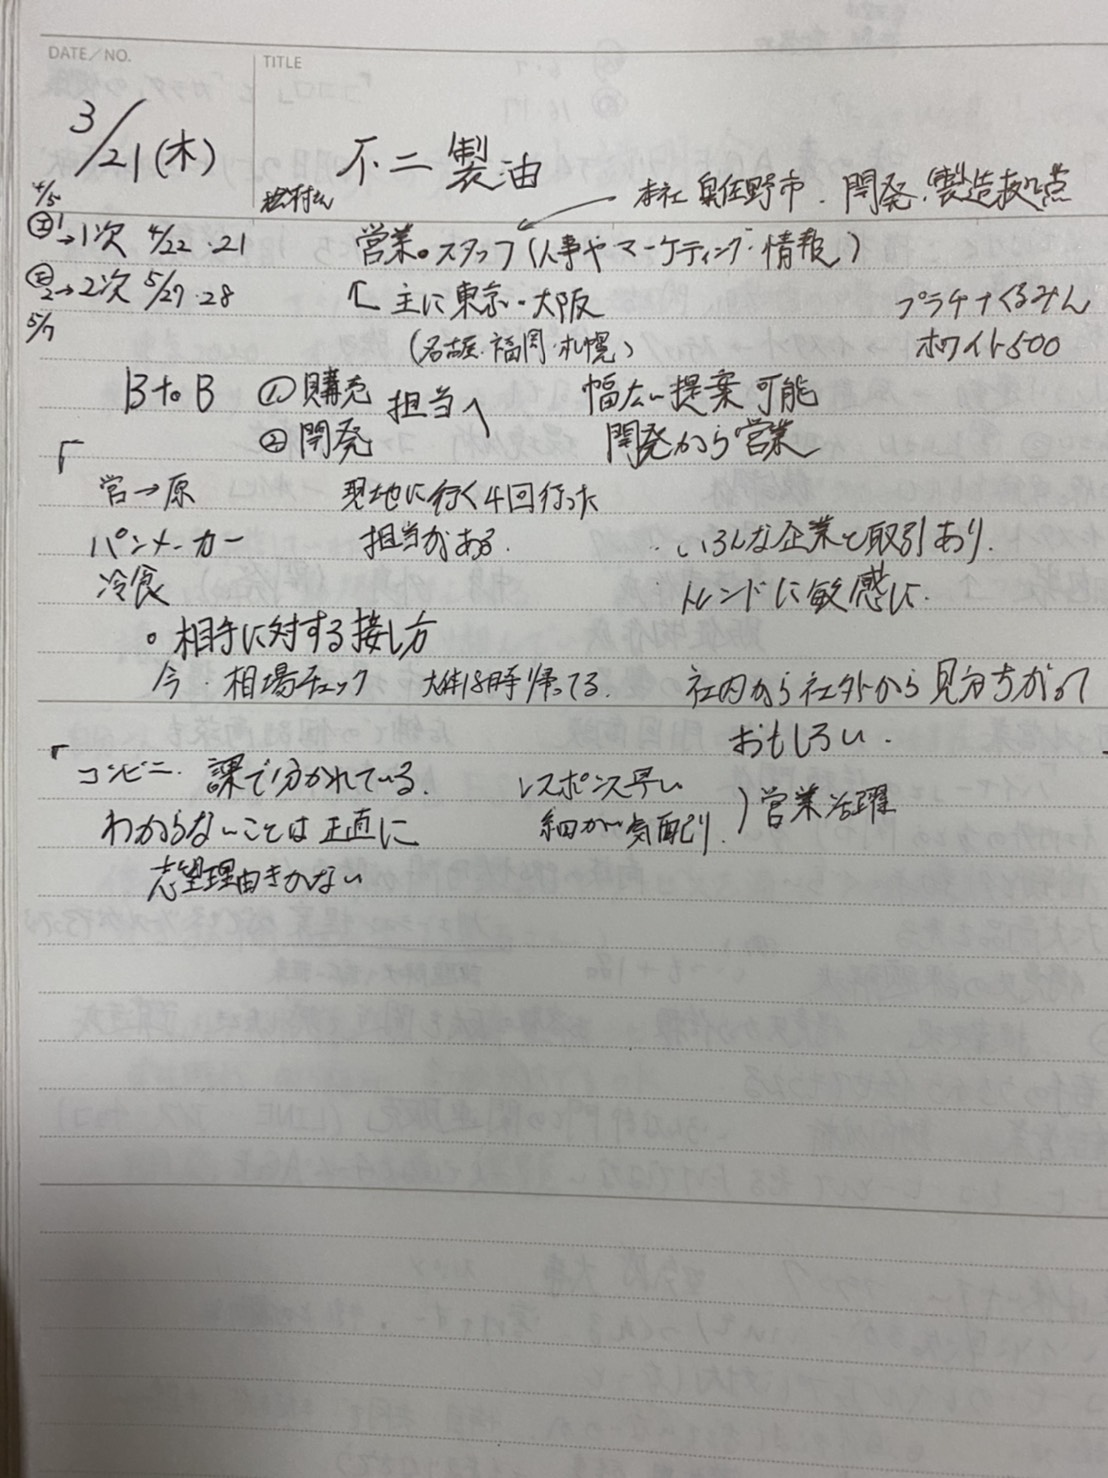 DATE/NO.
TITLE
3/21(木)
不二製油
4/5
本社 泉佐野市. 開発.製造拠点
→1次 4/22.21
営業.スタッフ(人事やマーケティング・情報)
→2次 5/27.28
主に東京・大阪
プラチナくるみん
5/7
(名古屋.福岡.札幌)
ホワイト500
BtoB ①購売 担当へ
幅広い提案可能
②開発
開発から営業
「
営→原 現地に行く4回行った
パンメーカー 担当がある.
・いろんな企業と取引あり.
冷食
トレンドに敏感に.
。相手に対する接し方
今.相場チェック 大体18時帰ってる.
社内から社外から見方ちがって
おもしろい.
「コンビニ. 課で分かれている.
レスポンス早い
わからないことは正直に
細かい気配り.
)営業活躍
志望理由きかない